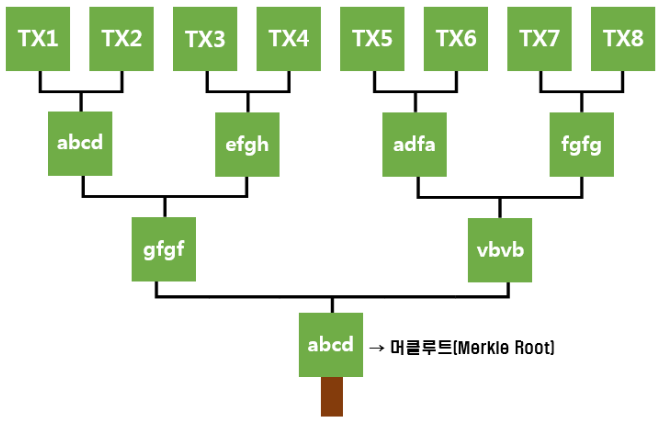 TX1 TX2 TX3 TX4 TX5 TX6 TX7 TX8
abcd efgh adfa fgfg
gfgf vbvb
abcd → 머클루트(Merkle Root)